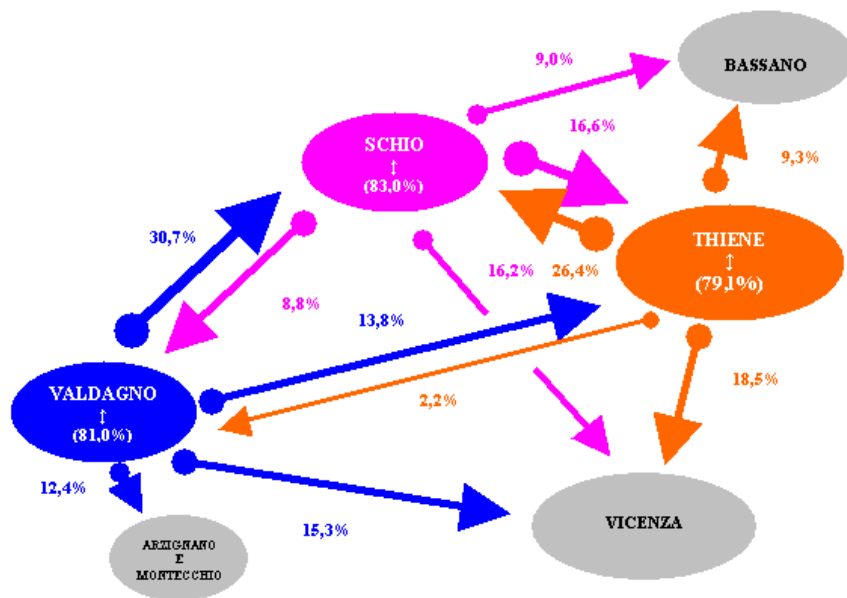 BASSANO
9,0%
16,6%
SCHIO
↕
(83,0%)
9,3%
30,7%
THIENE
↕
(79,1%)
16,2%
26,4%
8,8%
13,8%
VALDAGNO
↕
(81,0%)
2,2%
18,5%
12,4%
15,3%
VICENZA
ARZIGNANO
E
MONTECCHIO